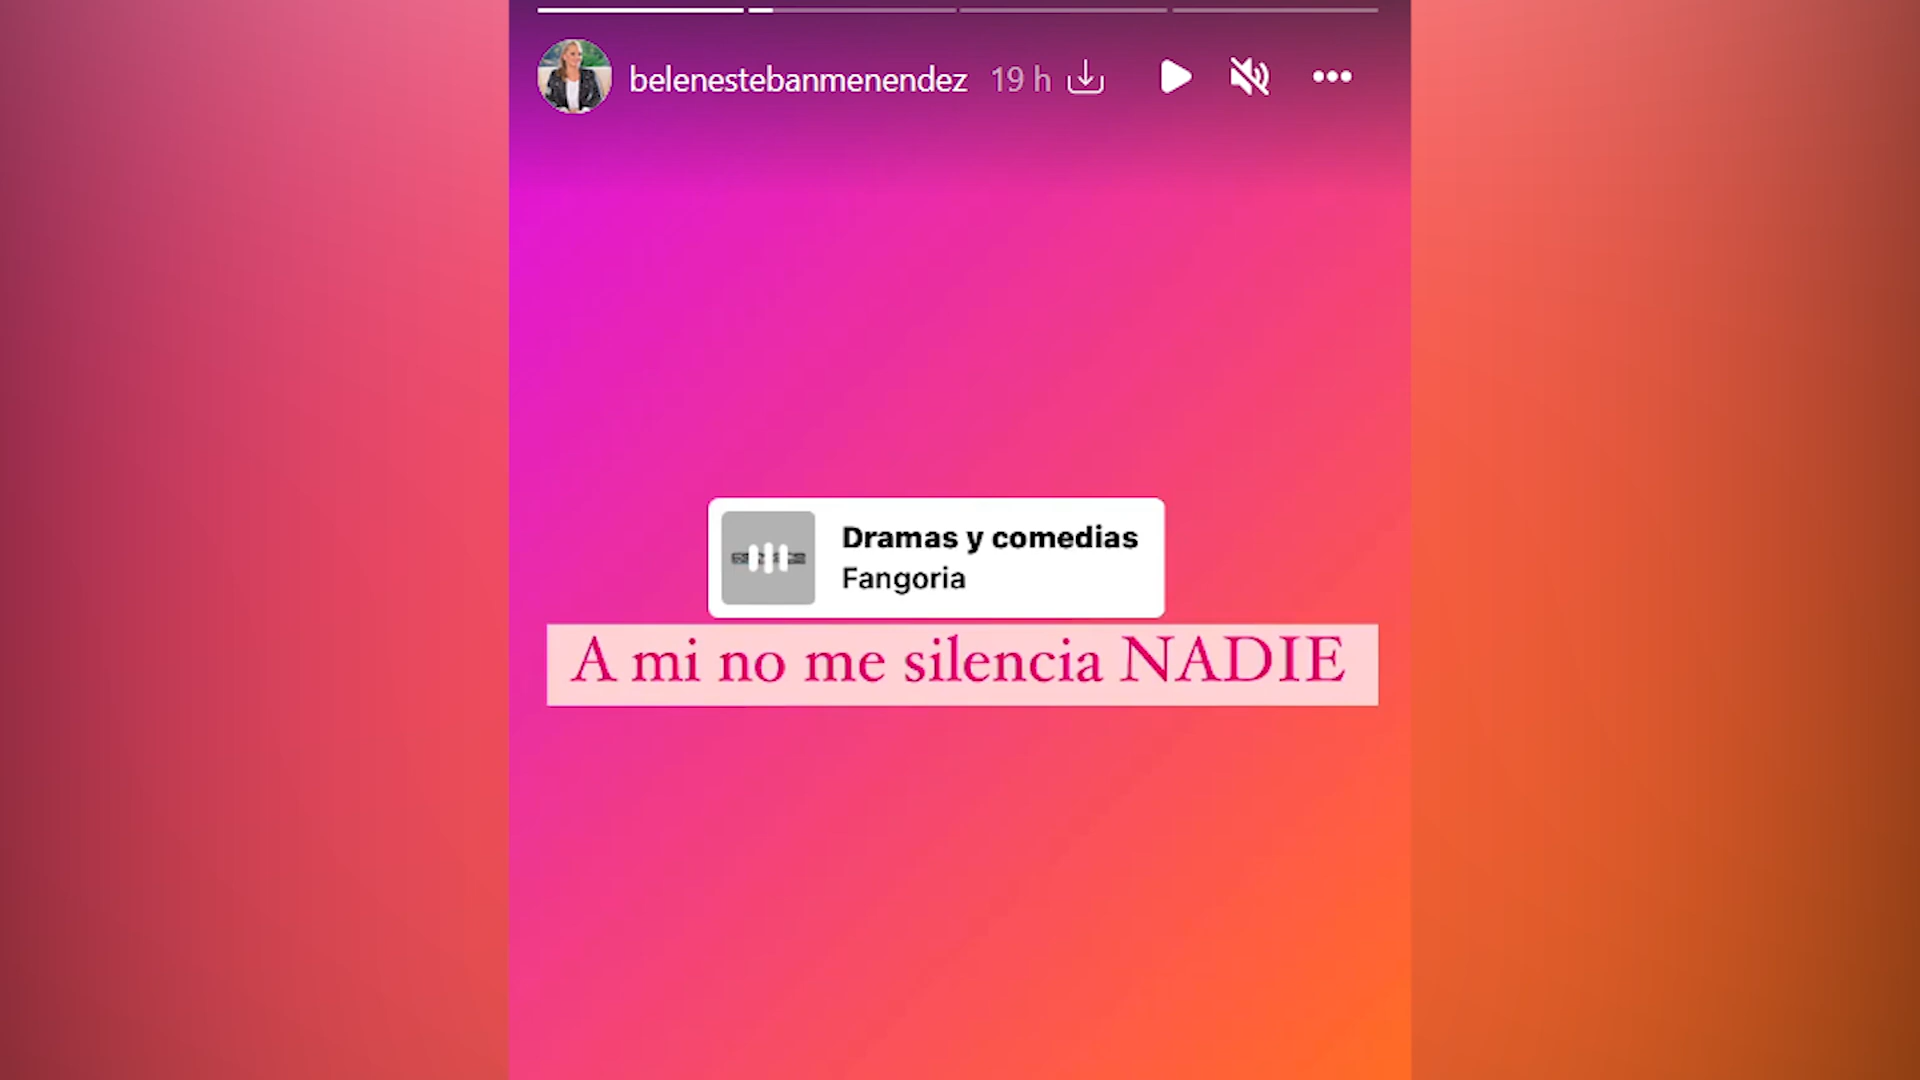 belenestebanmenendez 19 h
Dramas y comedias
Fangoria
A mi no me silencia NADIE